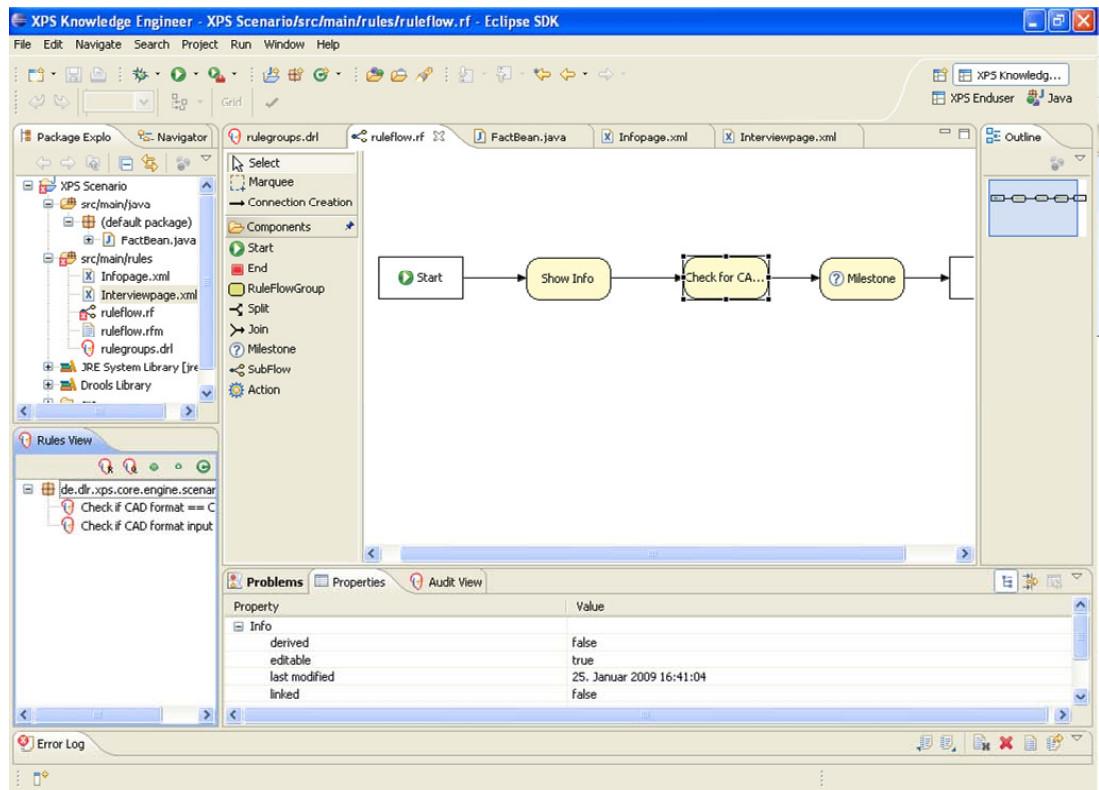 XPS Knowledge Engineer - XPS Scenario/src/main/rules/ruleflow.rf - Eclipse SDK
File Edit Navigate Search Project Run Window Help
XPS Knowledg...
Grid
XPS Enduser Java
Package Explo Navigator
rulegroups.drl ruleflow.rf FactBean.java Infopage.xml Interviewpage.xml
Outline
XPS Scenario
src/main/java
(default package)
FactBean.java
src/main/rules
Infopage.xml
Interviewpage.xml
ruleflow.rf
ruleflow.rfm
rulegroups.drl
JRE System Library [jre
Drools Library
Select
Marquee
Connection Creation
Components
Start
End
RuleFlowGroup
Split
Join
Milestone
SubFlow
Action
Start Show Info Check for CA... Milestone
Rules View
de.dlr.xps.core.engine.scenar
Check if CAD format == C
Check if CAD format input
Problems Properties Audit View
Property Value
Info
derived false
editable true
last modified 25. Januar 2009 16:41:04
linked false
Error Log